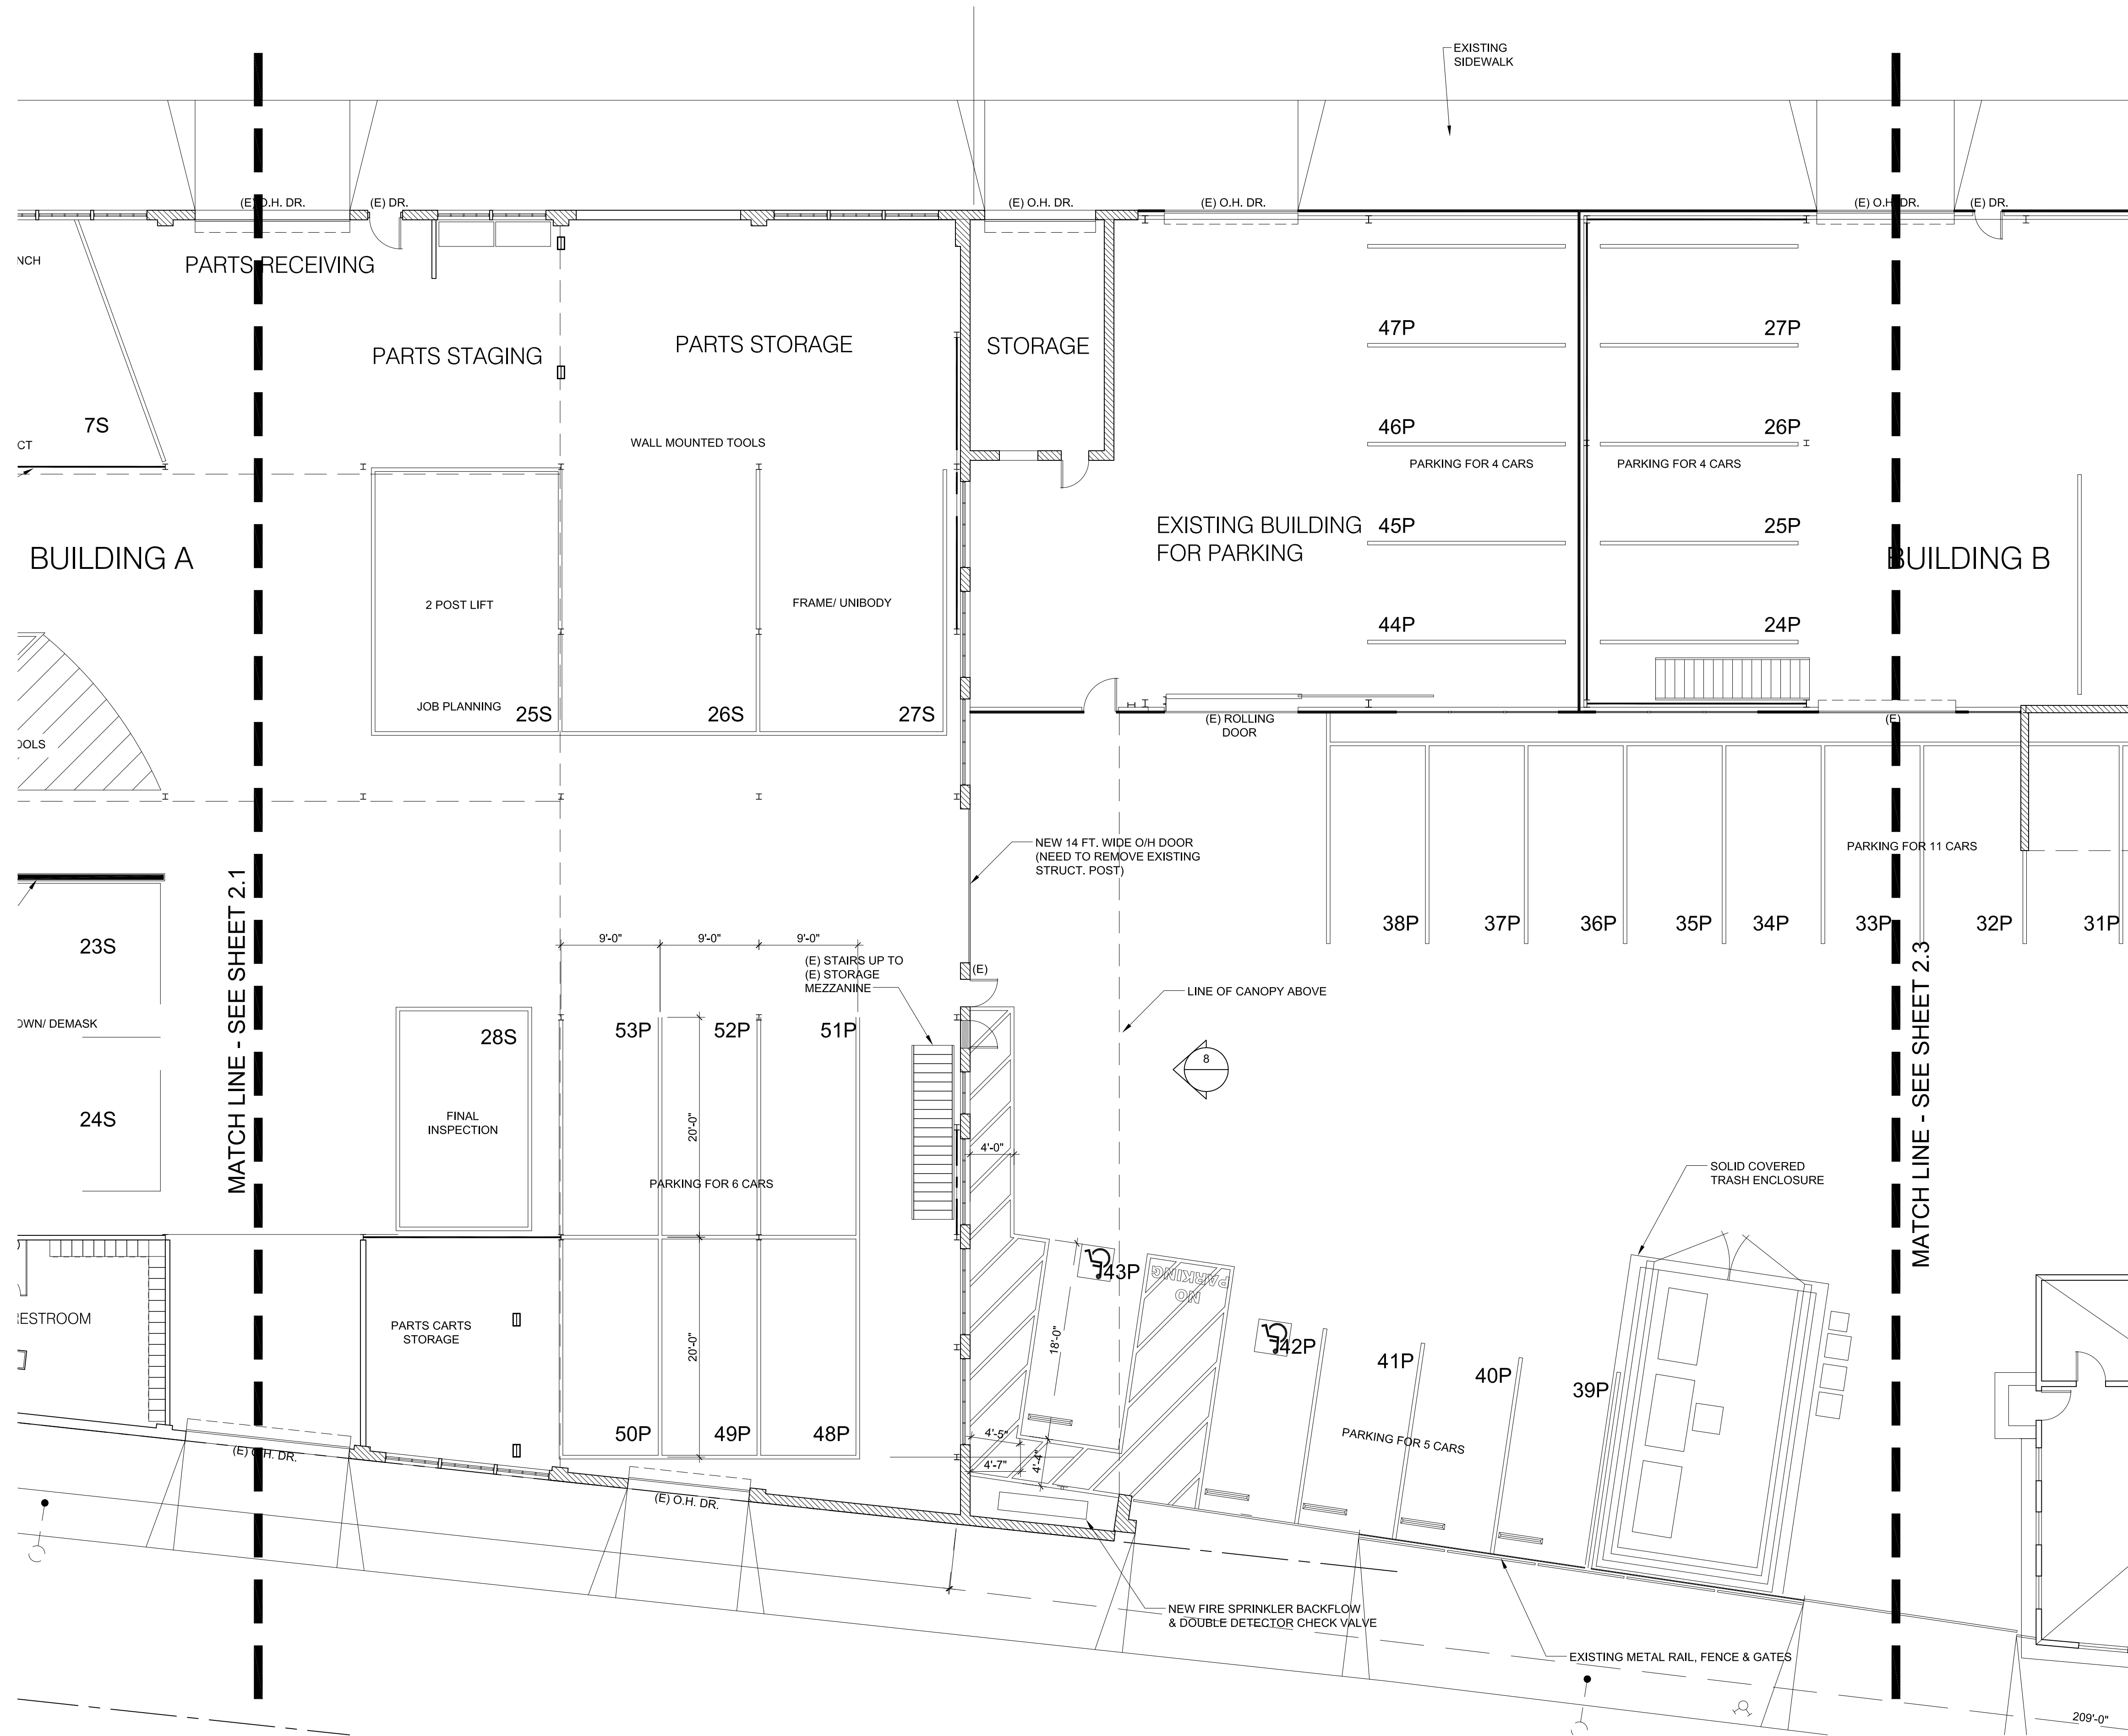 EXISTING
SIDEWALK
(E) O.H. DR.
(E) DR.
(E) O.H. DR.
(E) O.H. DR.
(E) O.H. DR.
(E) DR.
NCH
PARTS RECEIVING
PARTS STAGING
PARTS STORAGE
STORAGE
47P
27P
7S
CT
WALL MOUNTED TOOLS
46P
26P
PARKING FOR 4 CARS
PARKING FOR 4 CARS
BUILDING A
EXISTING BUILDING
FOR PARKING
45P
25P
BUILDING B
2 POST LIFT
FRAME/ UNIBODY
44P
24P
JOB PLANNING
25S
26S
27S
(E) ROLLING
DOOR
(E)
OOLS
NEW 14 FT. WIDE O/H DOOR
(NEED TO REMOVE EXISTING
STRUCT. POST)
PARKING FOR 11 CARS
38P
37P
36P
35P
34P
33P
32P
31P
MATCH LINE - SEE SHEET 2.1
MATCH LINE - SEE SHEET 2.3
23S
9'-0"
9'-0"
9'-0"
(E) STAIRS UP TO
(E) STORAGE
MEZZANINE
(E)
LINE OF CANOPY ABOVE
OWN/ DEMASK
28S
53P
52P
51P
8
24S
FINAL
INSPECTION
20'-0"
4'-0"
PARKING FOR 6 CARS
SOLID COVERED
TRASH ENCLOSURE
43P
NO
PARKING
RESTROOM
PARTS CARTS
STORAGE
20'-0"
18'-0"
42P
41P
40P
39P
50P
49P
48P
4'-5"
4'-7"
4'-4"
PARKING FOR 5 CARS
(E) O.H. DR.
(E) O.H. DR.
NEW FIRE SPRINKLER BACKFLOW
& DOUBLE DETECTOR CHECK VALVE
EXISTING METAL RAIL, FENCE & GATES
209'-0"